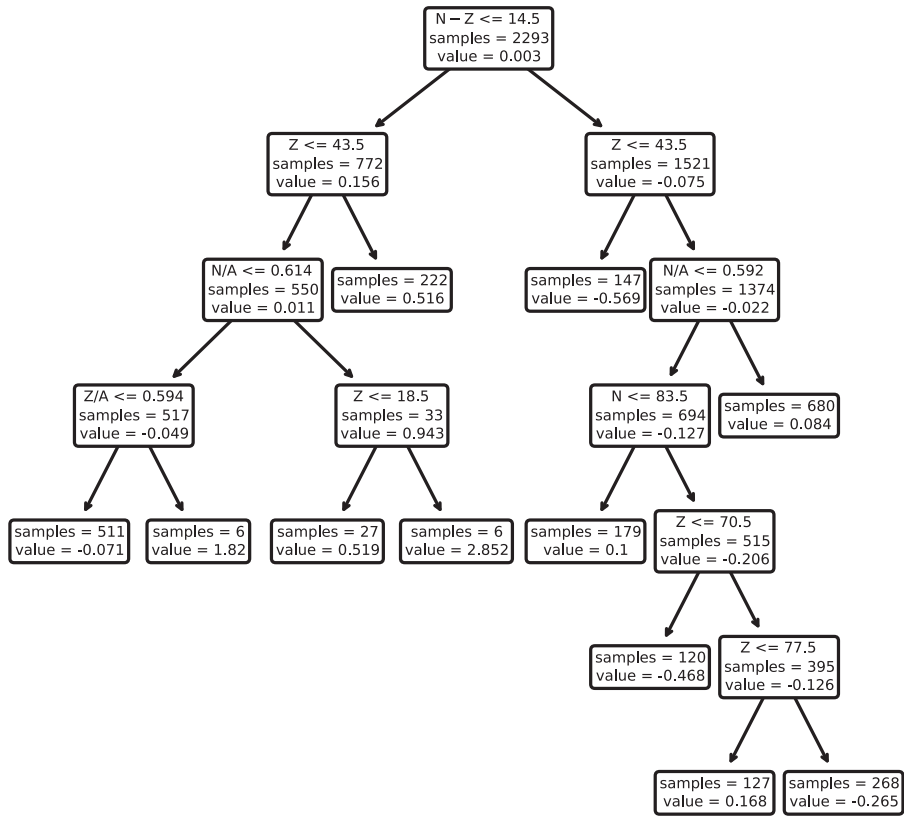 N − Z <= 14.5
samples = 2293
value = 0.003
Z <= 43.5
samples = 772
value = 0.156
Z <= 43.5
samples = 1521
value = -0.075
N/A <= 0.614
samples = 550
value = 0.011
samples = 222
value = 0.516
samples = 147
value = -0.569
N/A <= 0.592
samples = 1374
value = -0.022
Z/A <= 0.594
samples = 517
value = -0.049
Z <= 18.5
samples = 33
value = 0.943
N <= 83.5
samples = 694
value = -0.127
samples = 680
value = 0.084
samples = 511
value = -0.071
samples = 6
value = 1.82
samples = 27
value = 0.519
samples = 6
value = 2.852
samples = 179
value = 0.1
Z <= 70.5
samples = 515
value = -0.206
samples = 120
value = -0.468
Z <= 77.5
samples = 395
value = -0.126
samples = 127
value = 0.168
samples = 268
value = -0.265